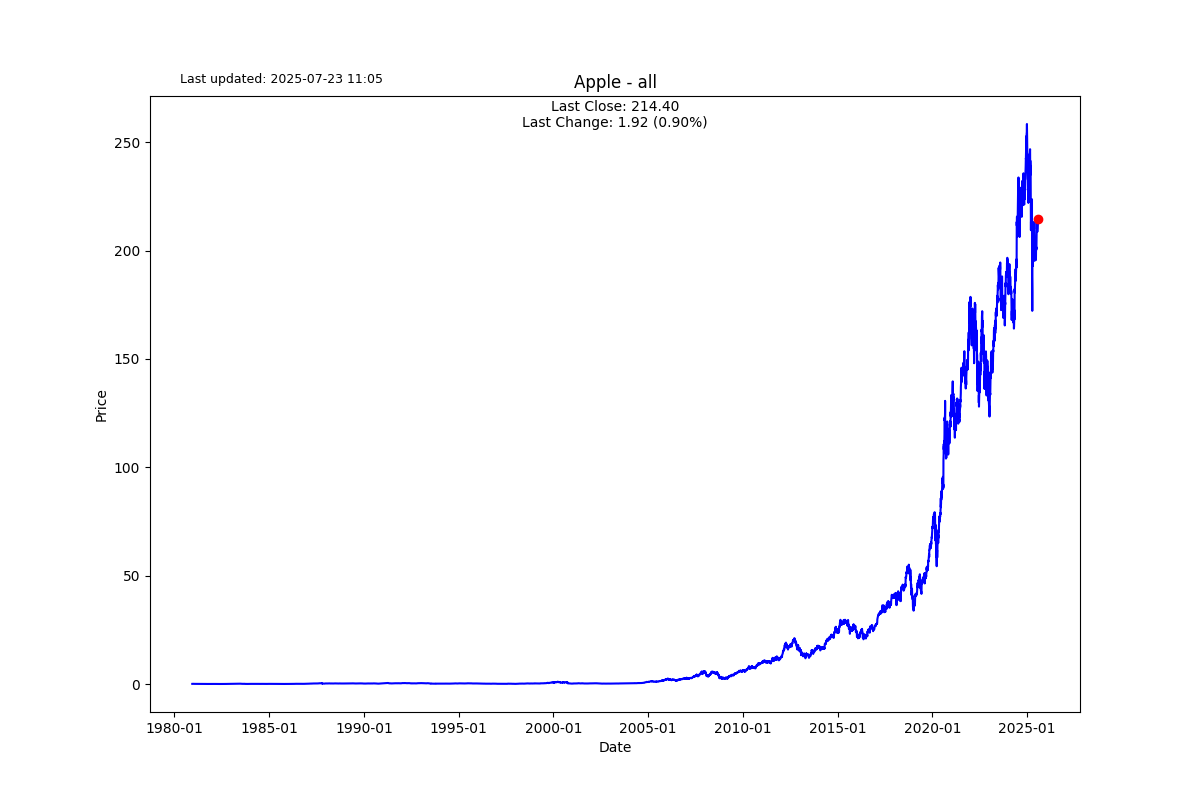 Last updated: 2025-07-23 11:05
Apple - all
Last Close: 214.40
Last Change: 1.92 (0.90%)
250
200
150
100
50
0
Price
1980-01 1985-01 1990-01 1995-01 2000-01 2005-01 2010-01 2015-01 2020-01 2025-01
Date